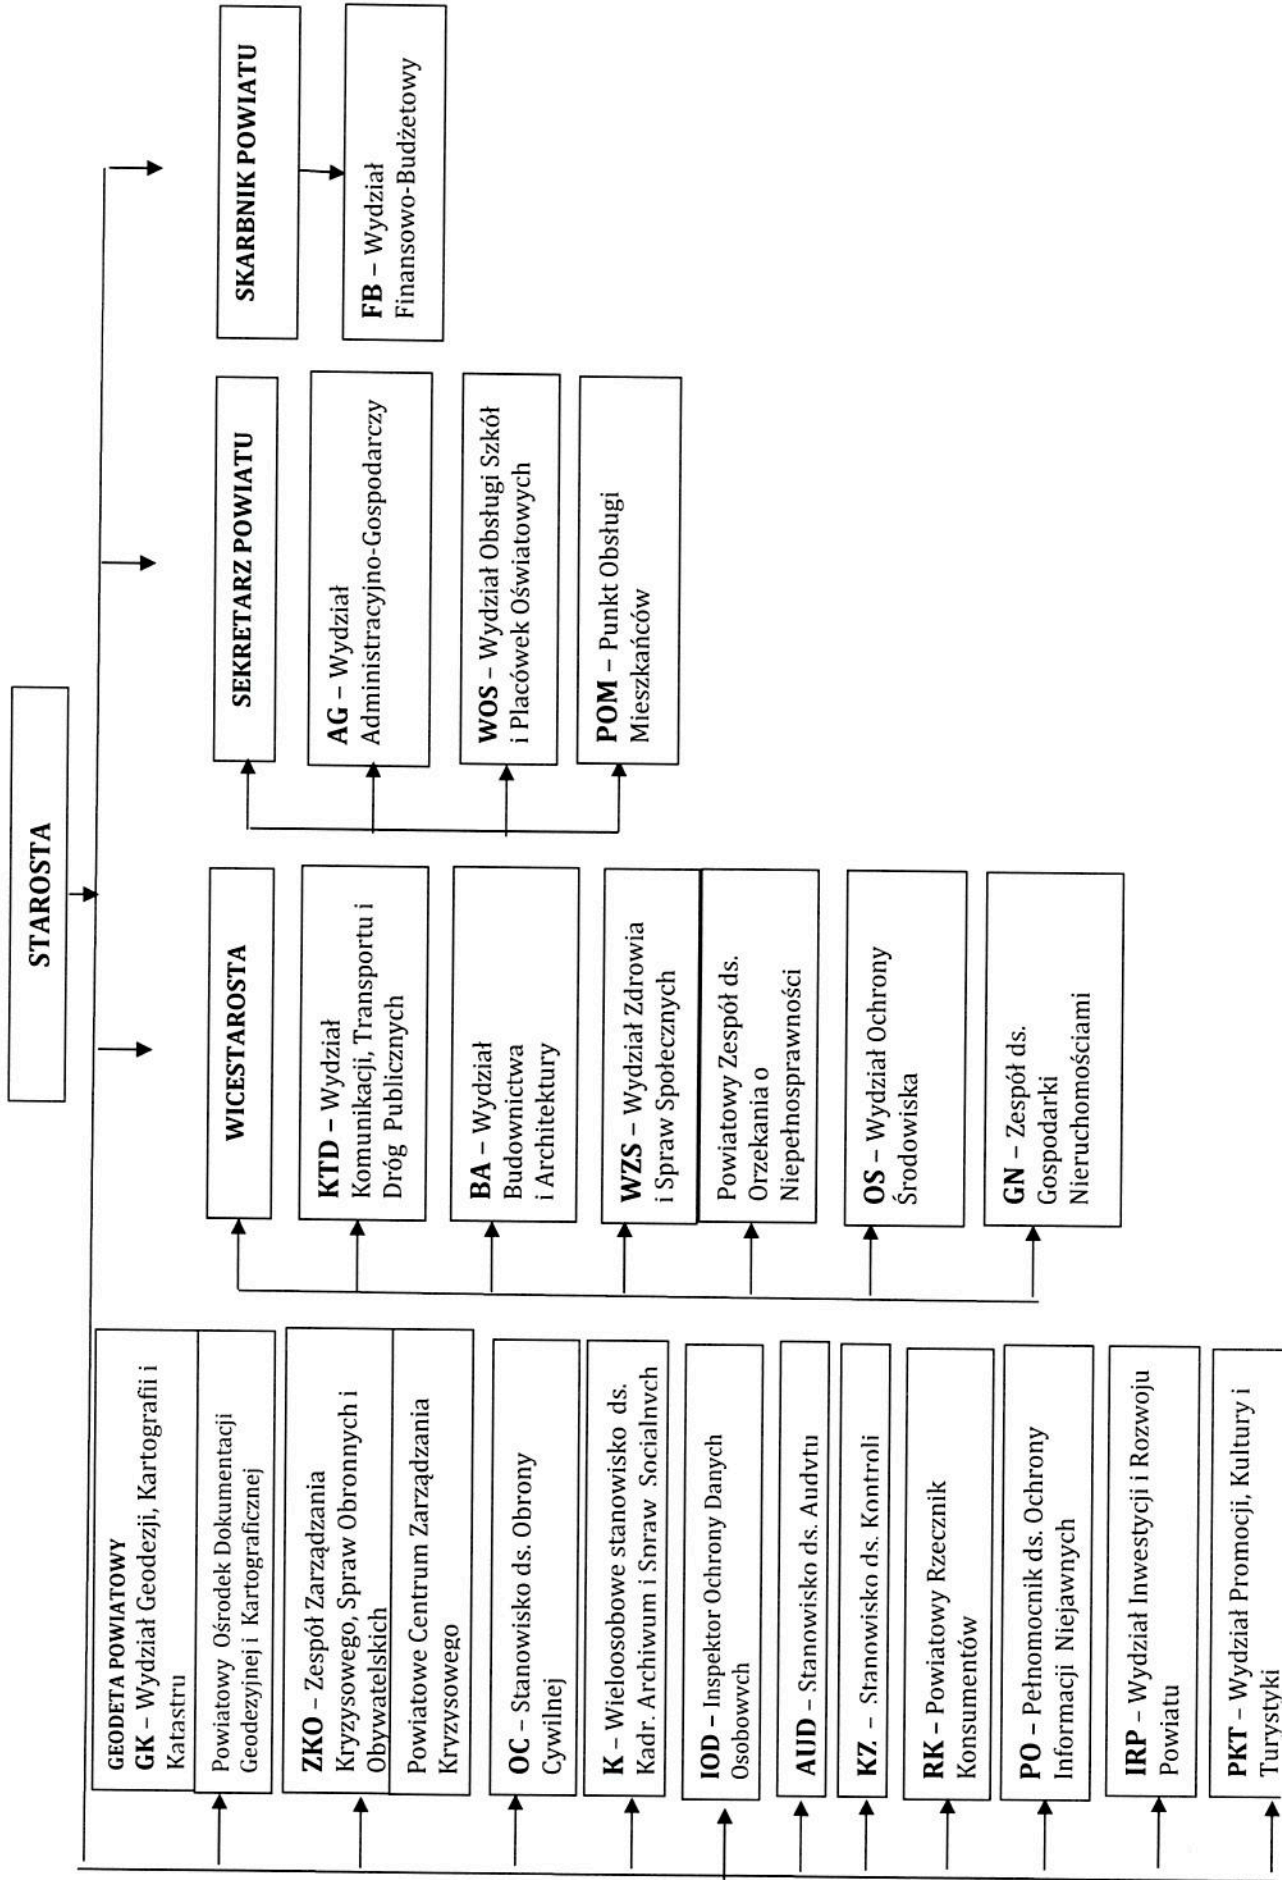 STAROSTA
GEODETA POWIATOWY
GK – Wydział Geodezji, Kartografii i
Katastru
Powiatowy Ośrodek Dokumentacji
Geodezyjnej i Kartograficznej
ZKO – Zespół Zarządzania
Kryzysowego, Spraw Obronnych i
Obywatelskich
Powiatowe Centrum Zarządzania
Kryzysowego
OC – Stanowisko ds. Obrony
Cywilnej
K – Wieloosobowe stanowisko ds.
Kadr, Archiwum i Spraw Socjalnych
IOD – Inspektor Ochrony Danych
Osobowych
AUD – Stanowisko ds. Audytu
KZ – Stanowisko ds. Kontroli
RK – Powiatowy Rzecznik
Konsumentów
PO – Pełnomocnik ds. Ochrony
Informacji Niejawnych
IRP – Wydział Inwestycji i Rozwoju
Powiatu
PKT – Wydział Promocji, Kultury i
Turystyki
WICESTAROSTA
KTD – Wydział
Komunikacji, Transportu i
Dróg Publicznych
BA – Wydział
Budownictwa
i Architektury
WZS – Wydział Zdrowia
i Spraw Społecznych
Powiatowy Zespół ds.
Orzekania o
Niepełnosprawności
OS – Wydział Ochrony
Środowiska
GN – Zespół ds.
Gospodarki
Nieruchomościami
SEKRETARZ POWIATU
AG – Wydział
Administracyjno-Gospodarczy
WOS – Wydział Obsługi Szkół
i Placówek Oświatowych
POM – Punkt Obsługi
Mieszkańców
SKARBNIK POWIATU
FB – Wydział
Finansowo-Budżetowy